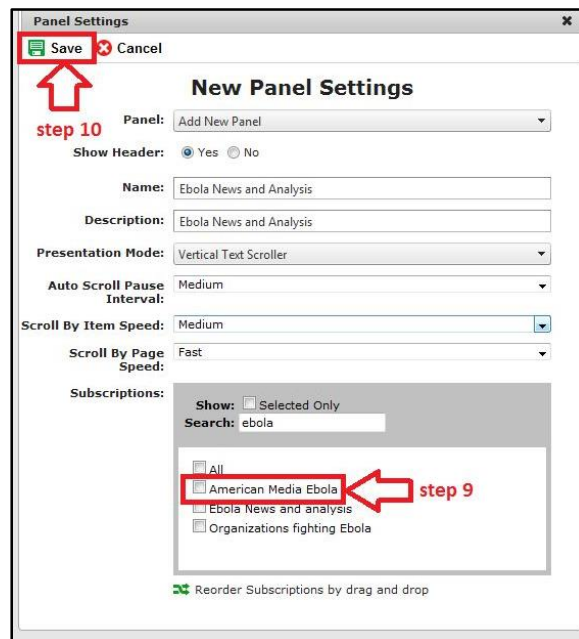 Panel Settings
Save Cancel
New Panel Settings
step 10
Panel: Add New Panel
Show Header: Yes No
Name: Ebola News and Analysis
Description: Ebola News and Analysis
Presentation Mode: Vertical Text Scroller
Auto Scroll Pause Interval: Medium
Scroll By Item Speed: Medium
Scroll By Page Speed: Fast
Subscriptions:
Show: Selected Only
Search: ebola
All
American Media Ebola step 9
Ebola News and analysis
Organizations fighting Ebola
Reorder Subscriptions by drag and drop